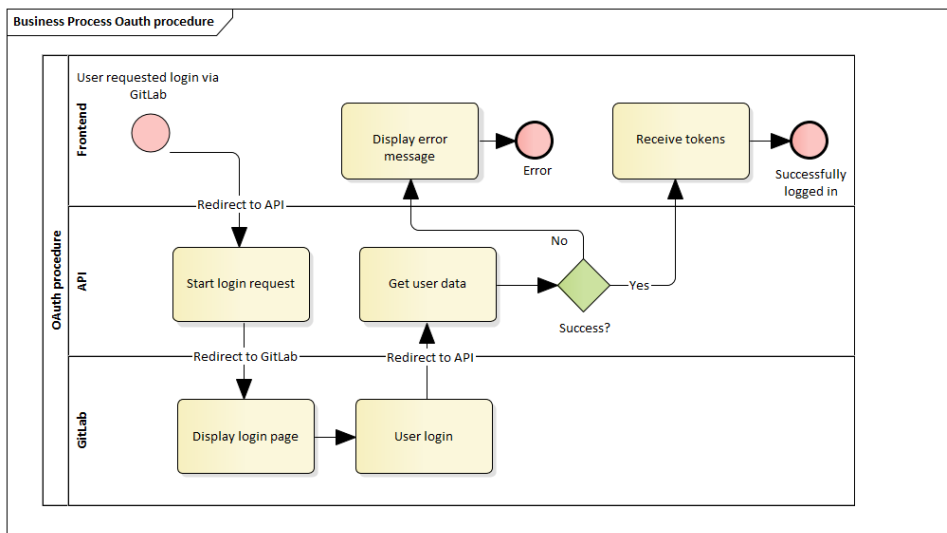 Business Process Oauth procedure
OAuth procedure
Frontend
User requested login via
GitLab
Display error
message
Error
Receive tokens
Successfully
logged in
Redirect to API
API
Start login request
Get user data
No
Yes
Success?
Redirect to GitLab
Redirect to API
GitLab
Display login page
User login